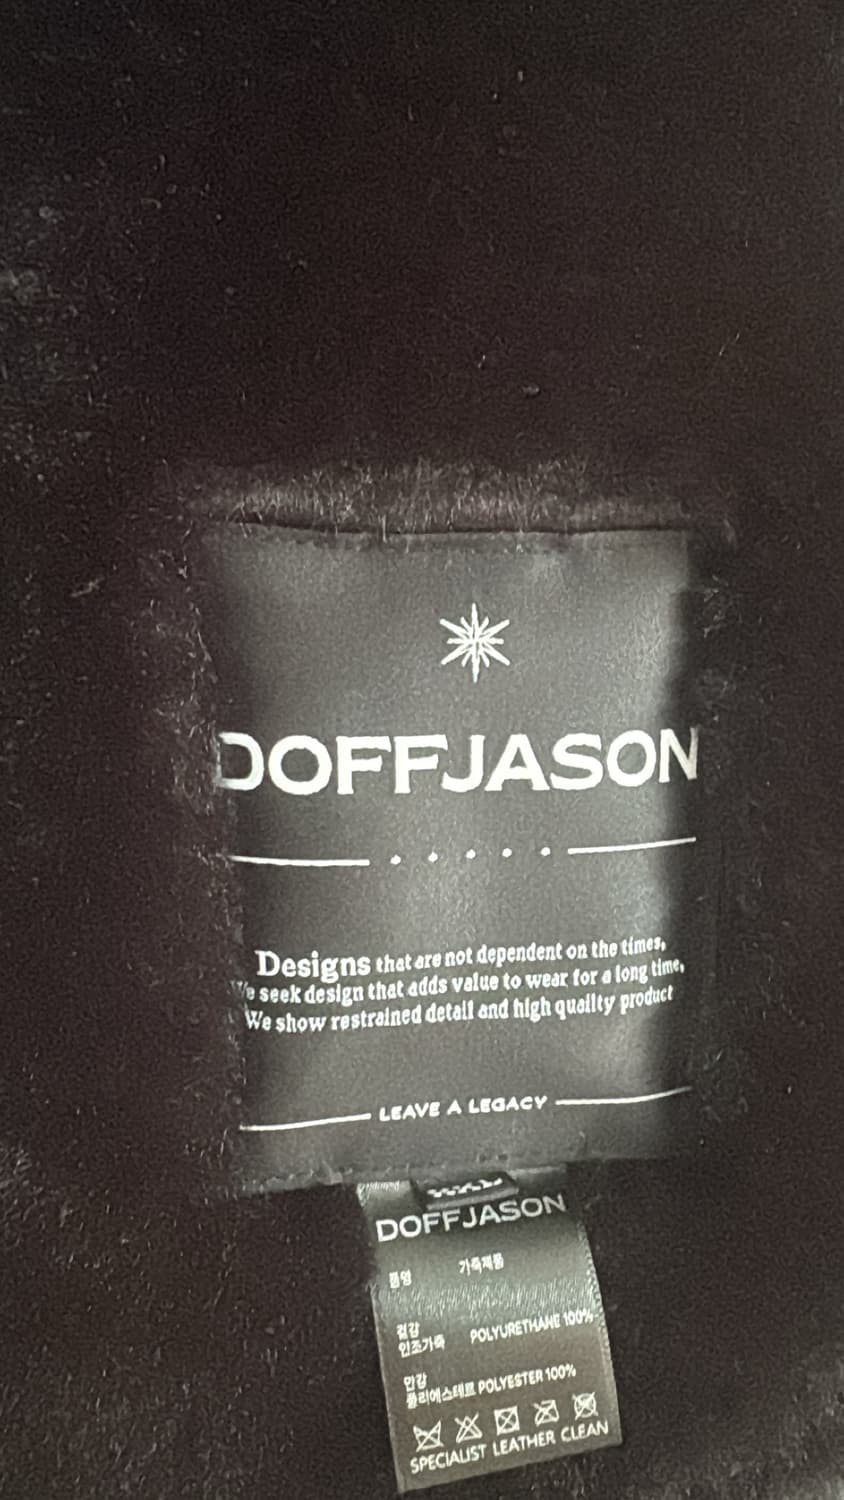 DOFFJASON
Designs that are not dependent on the times,
We seek design that adds value to wear for a long time,
We show restrained detail and high quality product
LEAVE A LEGACY
DOFFJASON
품명 가죽제품
겉감
인조가죽 POLYURETHANE 100%
안감
폴리에스테르 POLYESTER 100%
SPECIALIST LEATHER CLEAN